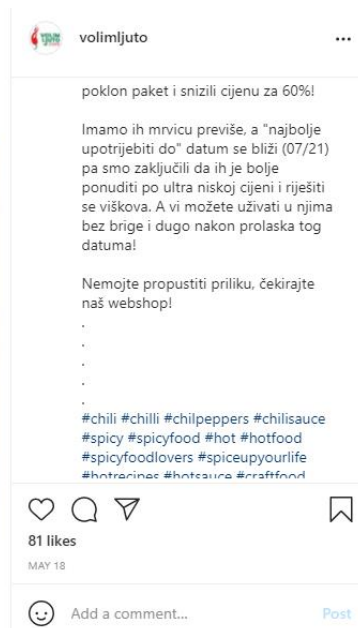 volimljuto
poklon paket i snizili cijenu za 60%!
Imamo ih mrvicu previše, a "najbolje
upotrijebiti do" datum se bliži (07/21)
pa smo zaključili da ih je bolje
ponuditi po ultra niskoj cijeni i riješiti
se viškova. A vi možete uživati u njima
bez brige i dugo nakon prolaska tog
datuma!
Nemojte propustiti priliku, čekirajte
naš webshop!
.
.
.
.
.
#chili #chilli #chilpeppers #chilisauce
#spicy #spicyfood #hot #hotfood
#spicyfoodlovers #spiceupyourlife
#hotrecipes #hotsauce #craftfood
81 likes
MAY 18
Add a comment...
Post